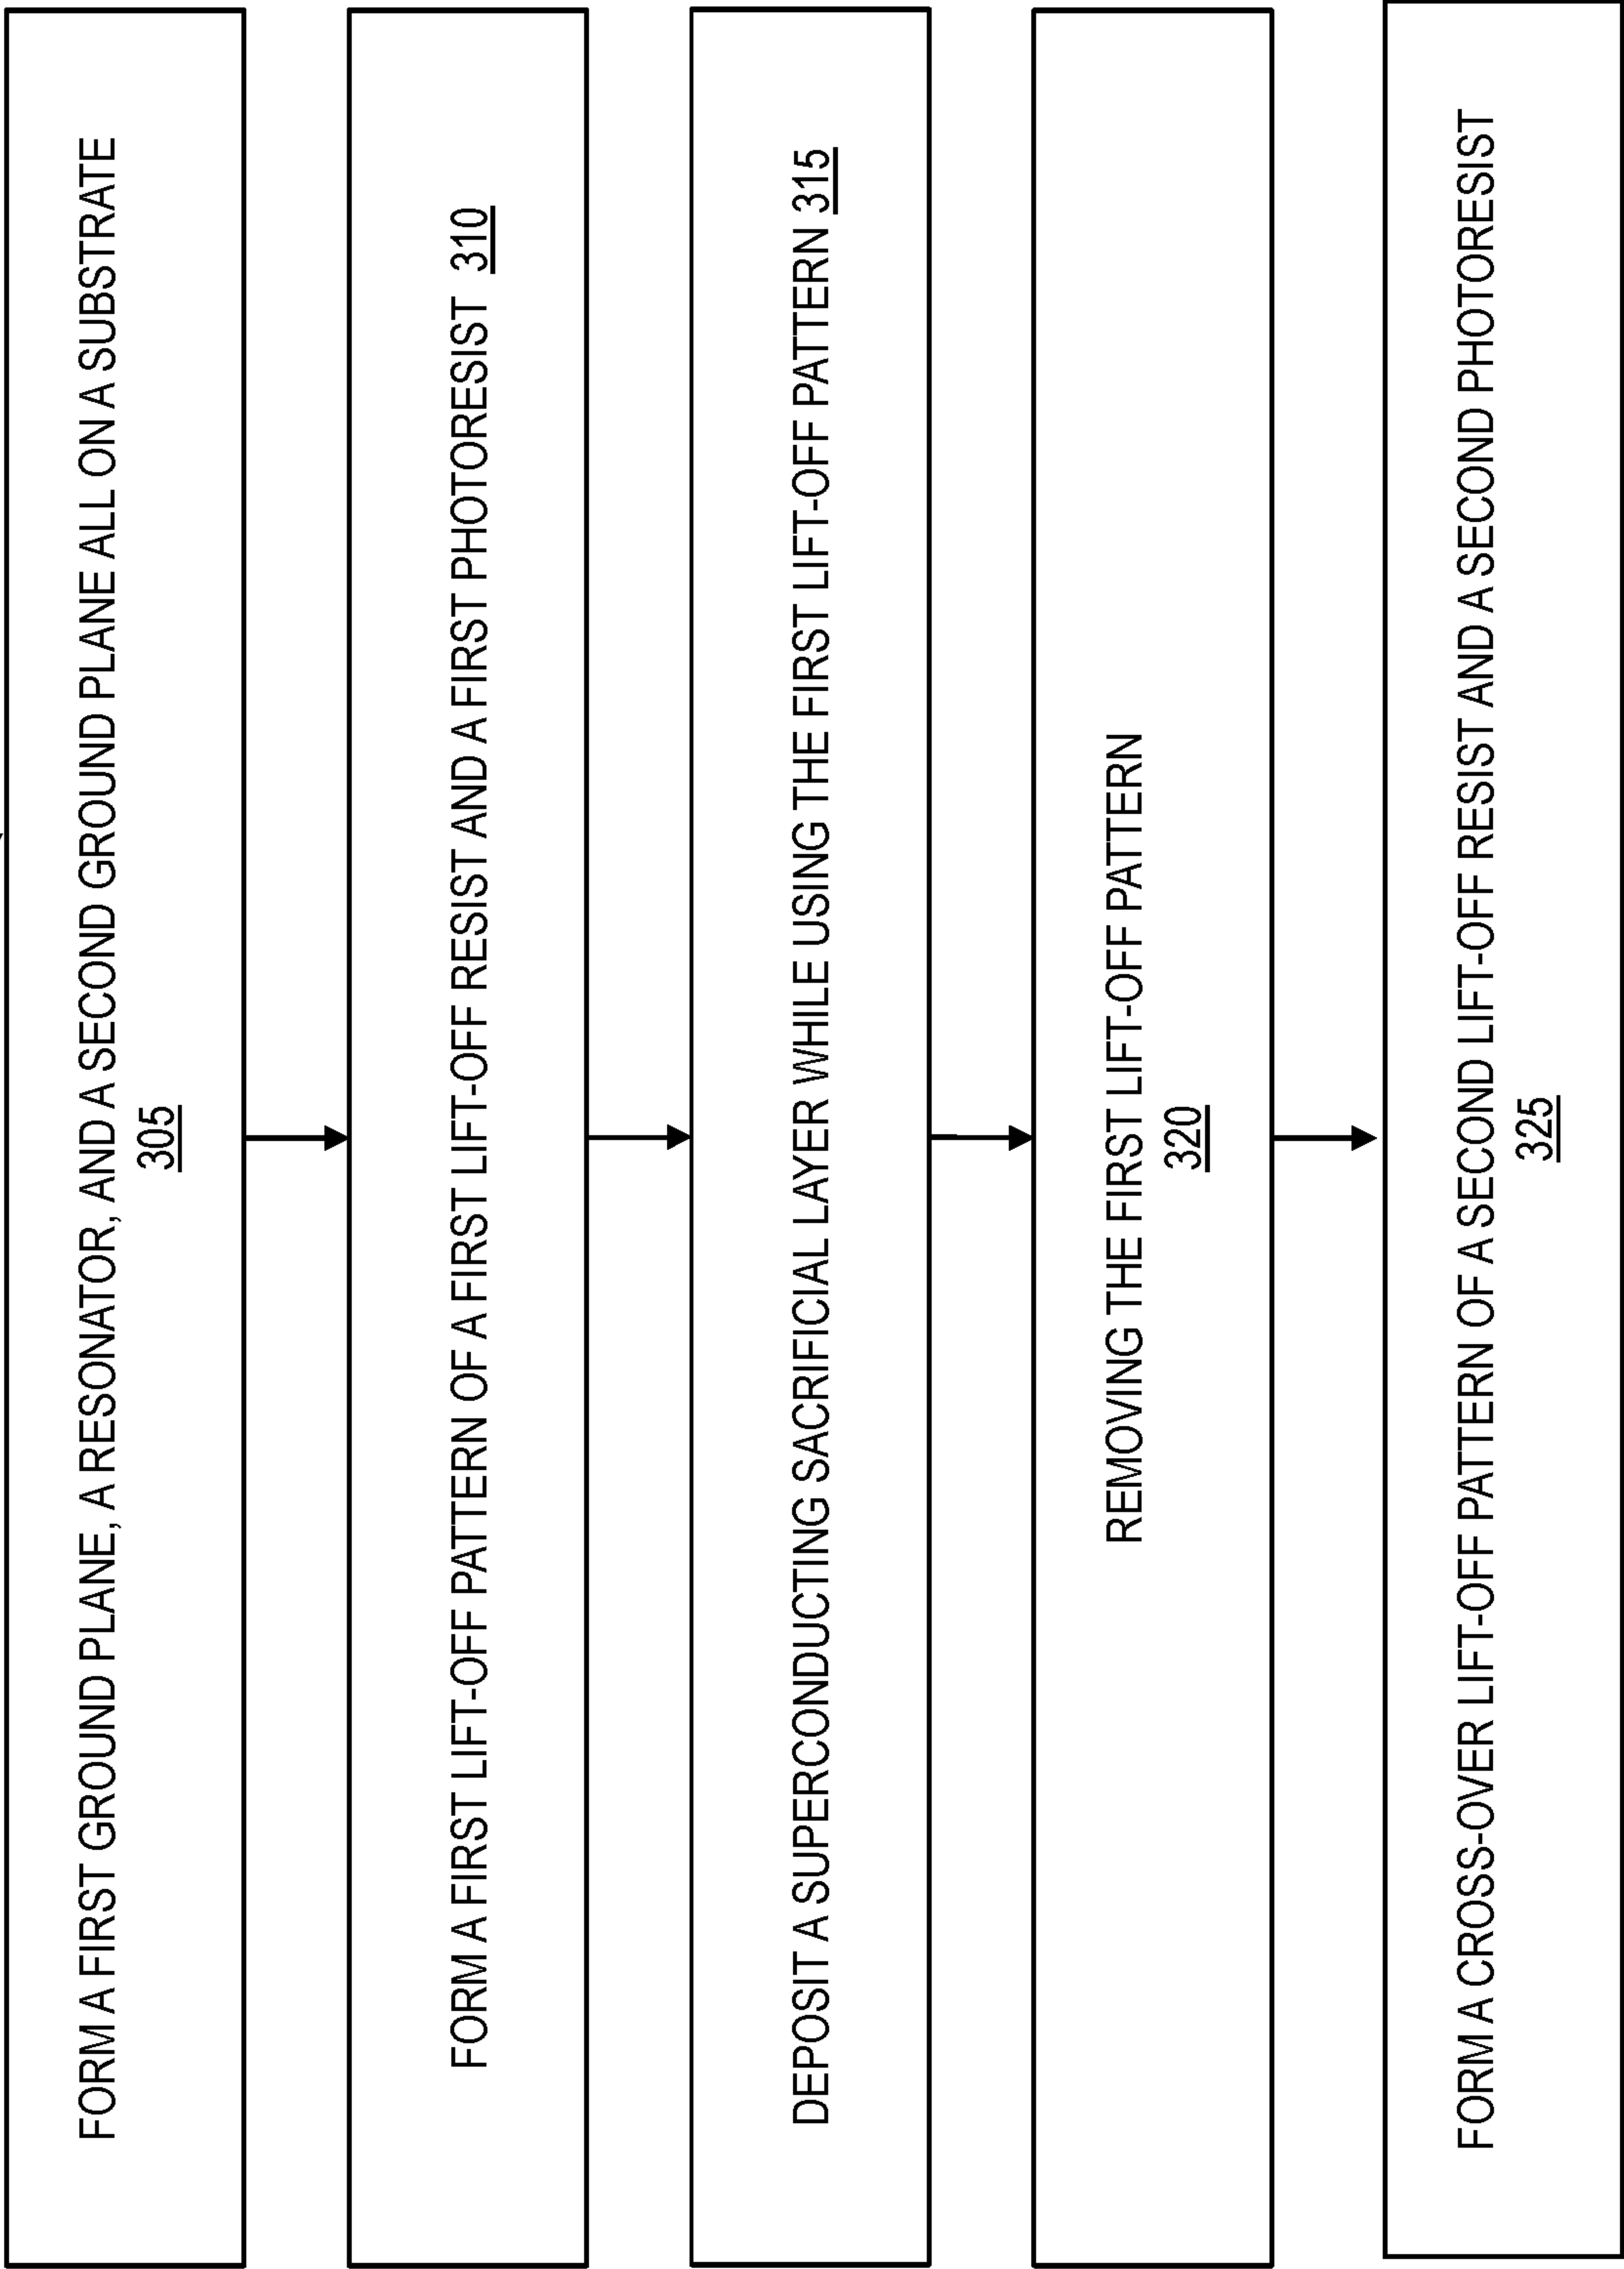 FORM A FIRST GROUND PLANE, A RESONATOR, AND A SECOND GROUND PLANE ALL ON A SUBSTRATE
305
FORM A FIRST LIFT-OFF PATTERN OF A FIRST LIFT-OFF RESIST AND A FIRST PHOTORESIST 310
DEPOSIT A SUPERCONDUCTING SACRIFICIAL LAYER WHILE USING THE FIRST LIFT-OFF PATTERN 315
REMOVING THE FIRST LIFT-OFF PATTERN
320
FORM A CROSS-OVER LIFT-OFF PATTERN OF A SECOND LIFT-OFF RESIST AND A SECOND PHOTORESIST
325